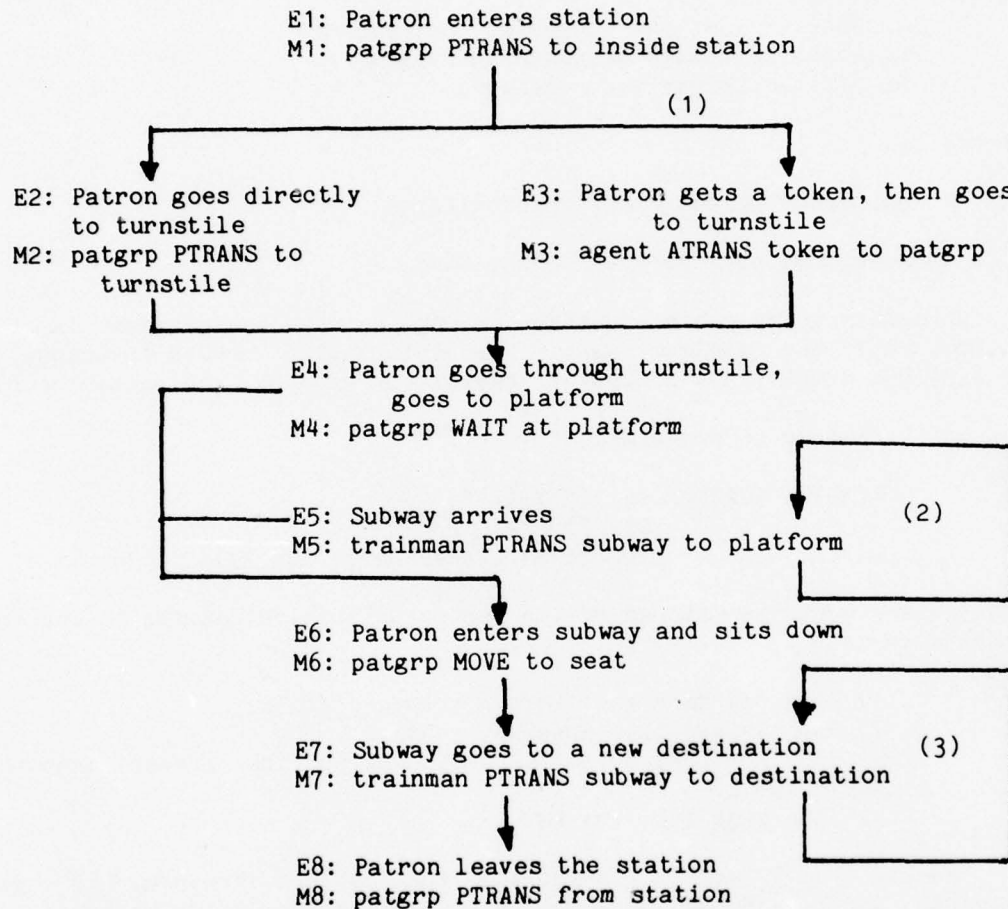 E1: Patron enters station
M1: patgrp PTRANS to inside station
(1)
E2: Patron goes directly
to turnstile
M2: patgrp PTRANS to
turnstile
E3: Patron gets a token, then goes
to turnstile
M3: agent ATRANS token to patgrp
E4: Patron goes through turnstile,
goes to platform
M4: patgrp WAIT at platform
E5: Subway arrives
M5: trainman PTRANS subway to platform
(2)
E6: Patron enters subway and sits down
M6: patgrp MOVE to seat
E7: Subway goes to a new destination
M7: trainman PTRANS subway to destination
(3)
E8: Patron leaves the station
M8: patgrp PTRANS from station